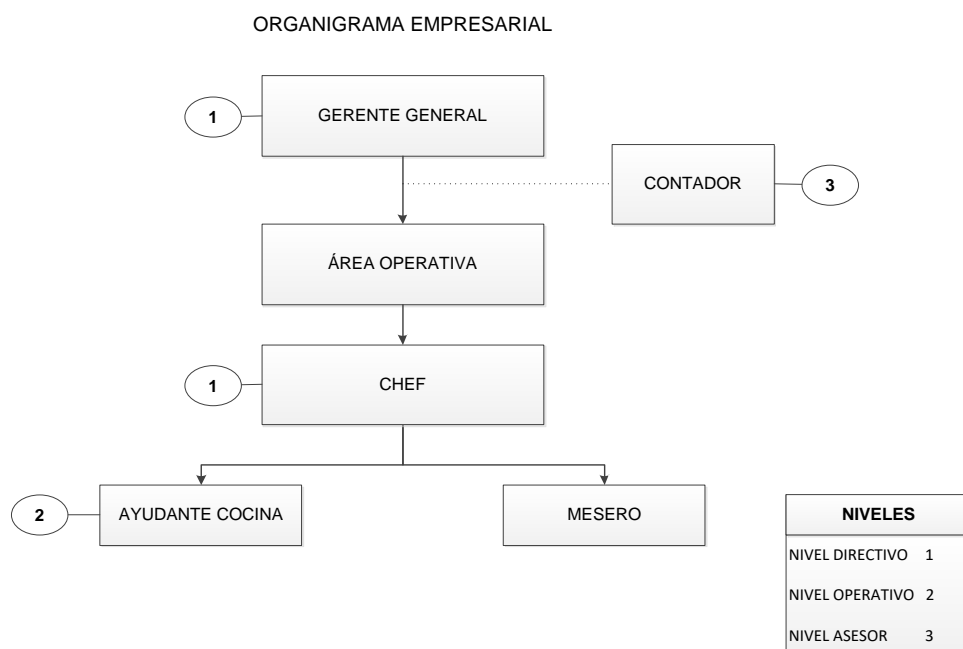 ORGANIGRAMA EMPRESARIAL
1
GERENTE GENERAL
CONTADOR
3
ÁREA OPERATIVA
1
CHEF
2
AYUDANTE COCINA
MESERO
NIVELES
NIVEL DIRECTIVO 1
NIVEL OPERATIVO 2
NIVEL ASESOR 3